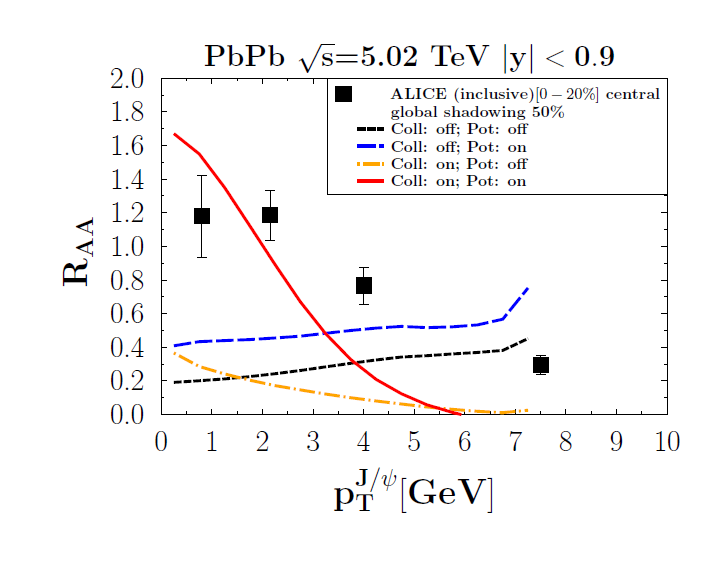 PbPb √s=5.02 TeV |y| < 0.9
ALICE (inclusive)[0 − 20%] central
global shadowing 50%
Coll: off; Pot: off
Coll: off; Pot: on
Coll: on; Pot: off
Coll: on; Pot: on
2.0
1.8
1.6
1.4
1.2
1.0
0.8
0.6
0.4
0.2
0.0
R_AA
0 1 2 3 4 5 6 7 8 9 10
p_T^J/ψ[GeV]